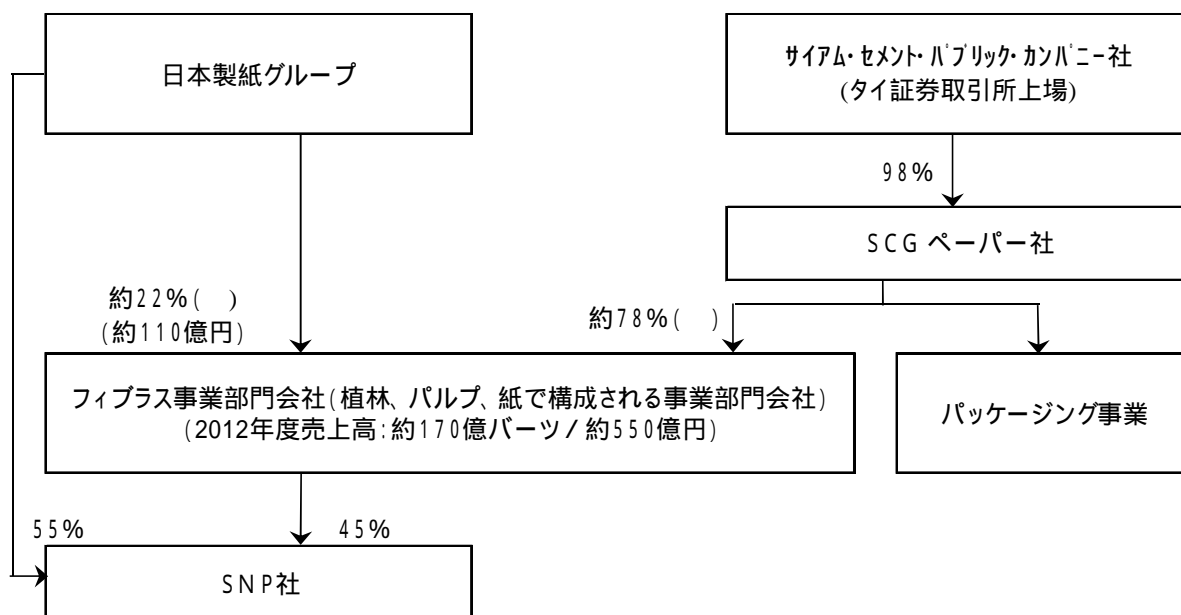 日本製紙グループ
サイアム・セメント・パブリック・カンパニー社
(タイ証券取引所上場)
98%
SCG ペーパー社
約22%( )
(約110億円)
約78%( )
フィブラス事業部門会社(植林、パルプ、紙で構成される事業部門会社)
(2012年度売上高:約170億バーツ/約550億円)
パッケージング事業
55%
45%
SNP社